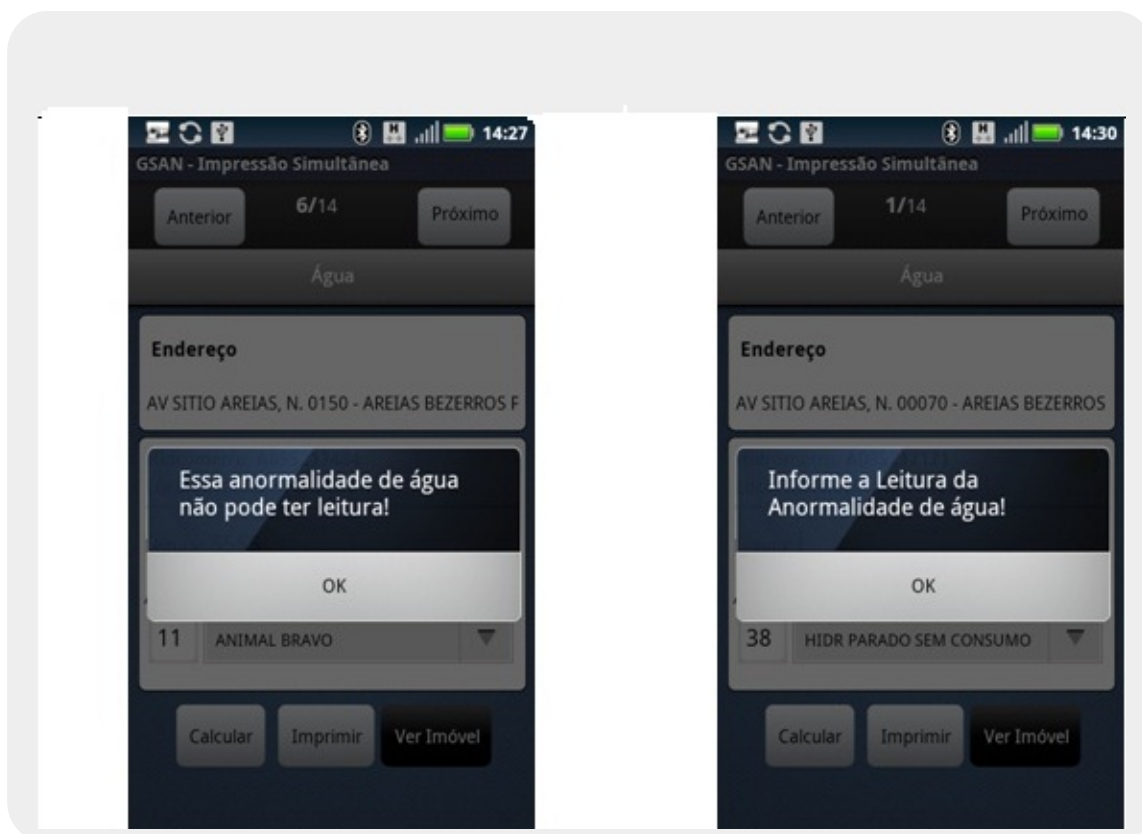 14:27
GSAN - Impressão Simultânea
Anterior 6/14 Próximo
Água
Endereço
AV SITIO AREIAS, N. 0150 - AREIAS BEZERROS F
Essa anormalidade de água
não pode ter leitura!
OK
11 ANIMAL BRAVO
Calcular Imprimir Ver Imóvel
14:30
GSAN - Impressão Simultânea
Anterior 1/14 Próximo
Água
Endereço
AV SITIO AREIAS, N. 00070 - AREIAS BEZERROS
Informe a Leitura da
Anormalidade de água!
OK
38 HIDR PARADO SEM CONSUMO
Calcular Imprimir Ver Imóvel